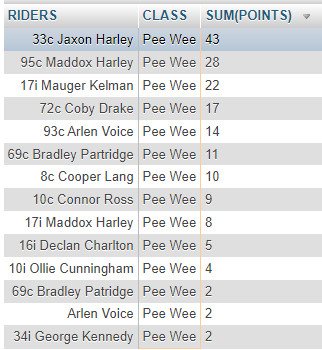 RIDERS CLASS SUM(POINTS)
33c Jaxon Harley Pee Wee 43
95c Maddox Harley Pee Wee 28
17i Mauger Kelman Pee Wee 22
72c Coby Drake Pee Wee 17
93c Arlen Voice Pee Wee 14
69c Bradley Partridge Pee Wee 11
8c Cooper Lang Pee Wee 10
10c Connor Ross Pee Wee 9
17i Maddox Harley Pee Wee 8
16i Declan Charlton Pee Wee 5
10i Ollie Cunningham Pee Wee 4
69c Bradley Patridge Pee Wee 2
Arlen Voice Pee Wee 2
34i George Kennedy Pee Wee 2